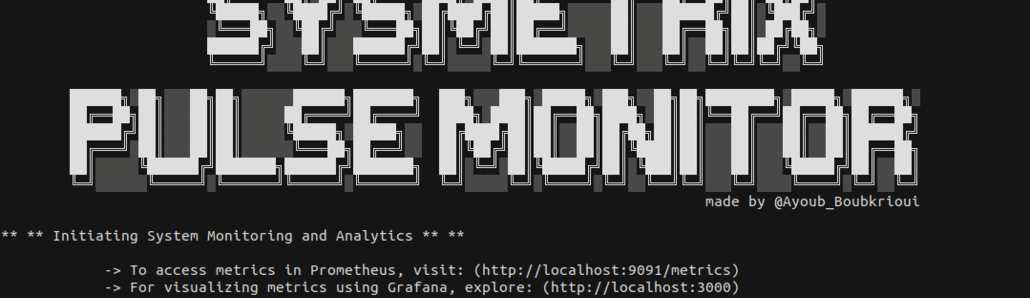 SYSMETRIX
PULSE MONITOR
made by @Ayoub_Boubkrioui
** ** Initiating System Monitoring and Analytics ** **
-> To access metrics in Prometheus, visit: (http://localhost:9091/metrics)
-> For visualizing metrics using Grafana, explore: (http://localhost:3000)